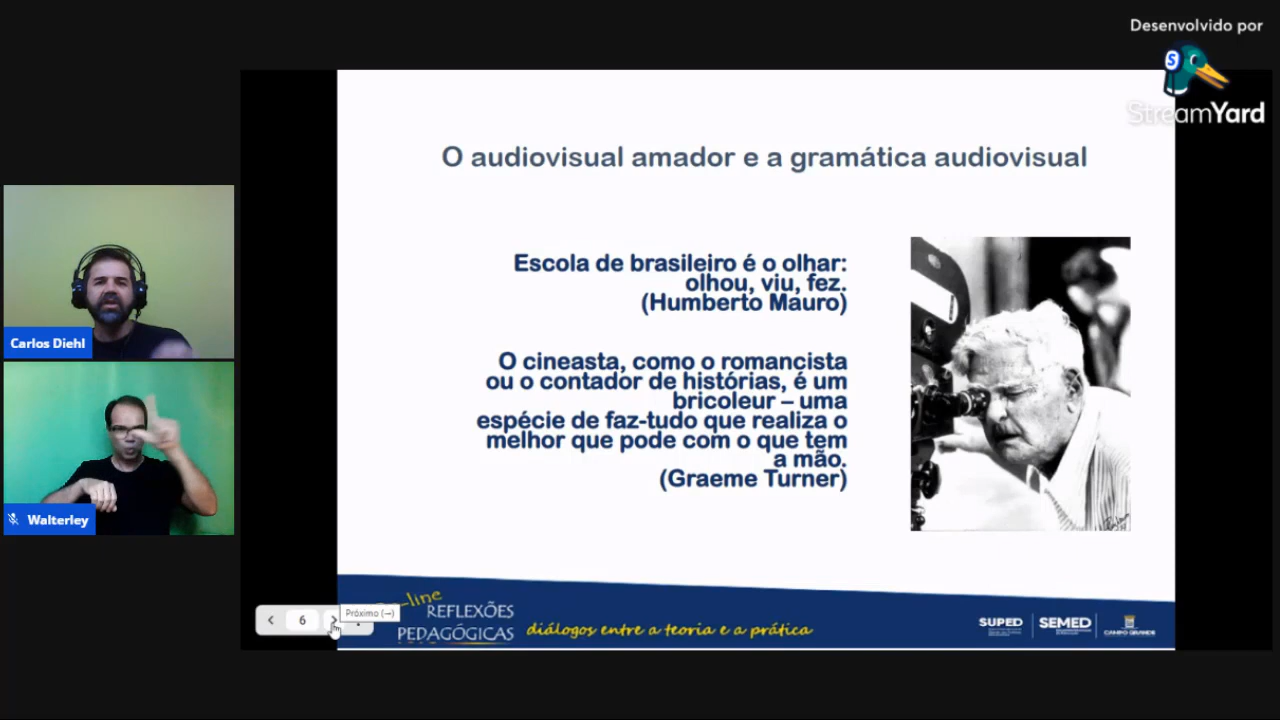 Desenvolvido por
StreamYard
O audiovisual amador e a gramática audiovisual
Escola de brasileiro é o olhar:
olhou, viu, fez.
(Humberto Mauro)
O cineasta, como o romancista
ou o contador de histórias, é um
bricoleur – uma
espécie de faz-tudo que realiza o
melhor que pode com o que tem
a mão.
(Graeme Turner)
Carlos Diehl
Walterley
6
Próximo (→)
-line
REFLEXÕES
PEDAGÓGICAS
diálogos entre a teoria e a prática
SUPED
SEMED
CAMPO GRANDE